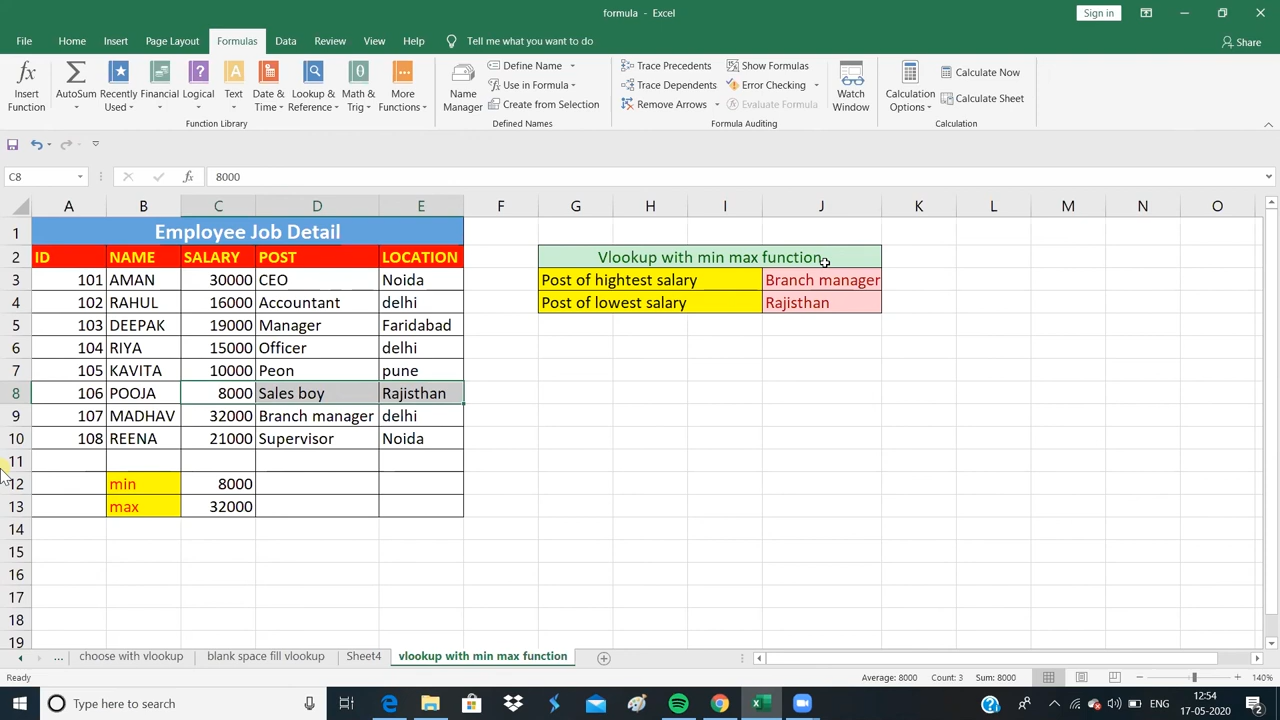 formula - Excel
Sign in
File Home Insert Page Layout Formulas Data Review View Help Tell me what you want to do Share
Insert Function
AutoSum
Recently Used
Financial
Logical
Text
Date & Time
Lookup & Reference
Math & Trig
More Functions
Function Library
Name Manager
Define Name
Use in Formula
Create from Selection
Defined Names
Trace Precedents
Trace Dependents
Remove Arrows
Show Formulas
Error Checking
Evaluate Formula
Formula Auditing
Watch Window
Calculation Options
Calculate Now
Calculate Sheet
Calculation
C8 fx 8000
A B C D E F G H I J K L M N O
1 Employee Job Detail
2 ID NAME SALARY POST LOCATION Vlookup with min max function
3 101 AMAN 30000 CEO Noida Post of hightest salary Branch manager
4 102 RAHUL 16000 Accountant delhi Post of lowest salary Rajisthan
5 103 DEEPAK 19000 Manager Faridabad
6 104 RIYA 15000 Officer delhi
7 105 KAVITA 10000 Peon pune
8 106 POOJA 8000 Sales boy Rajisthan
9 107 MADHAV 32000 Branch manager delhi
10 108 REENA 21000 Supervisor Noida
11
12 min 8000
13 max 32000
14
15
16
17
18
19
... choose with vlookup blank space fill vlookup Sheet4 vlookup with min max function
Ready Average: 8000 Count: 3 Sum: 8000 140%
Type here to search
ENG
12:54
17-05-2020